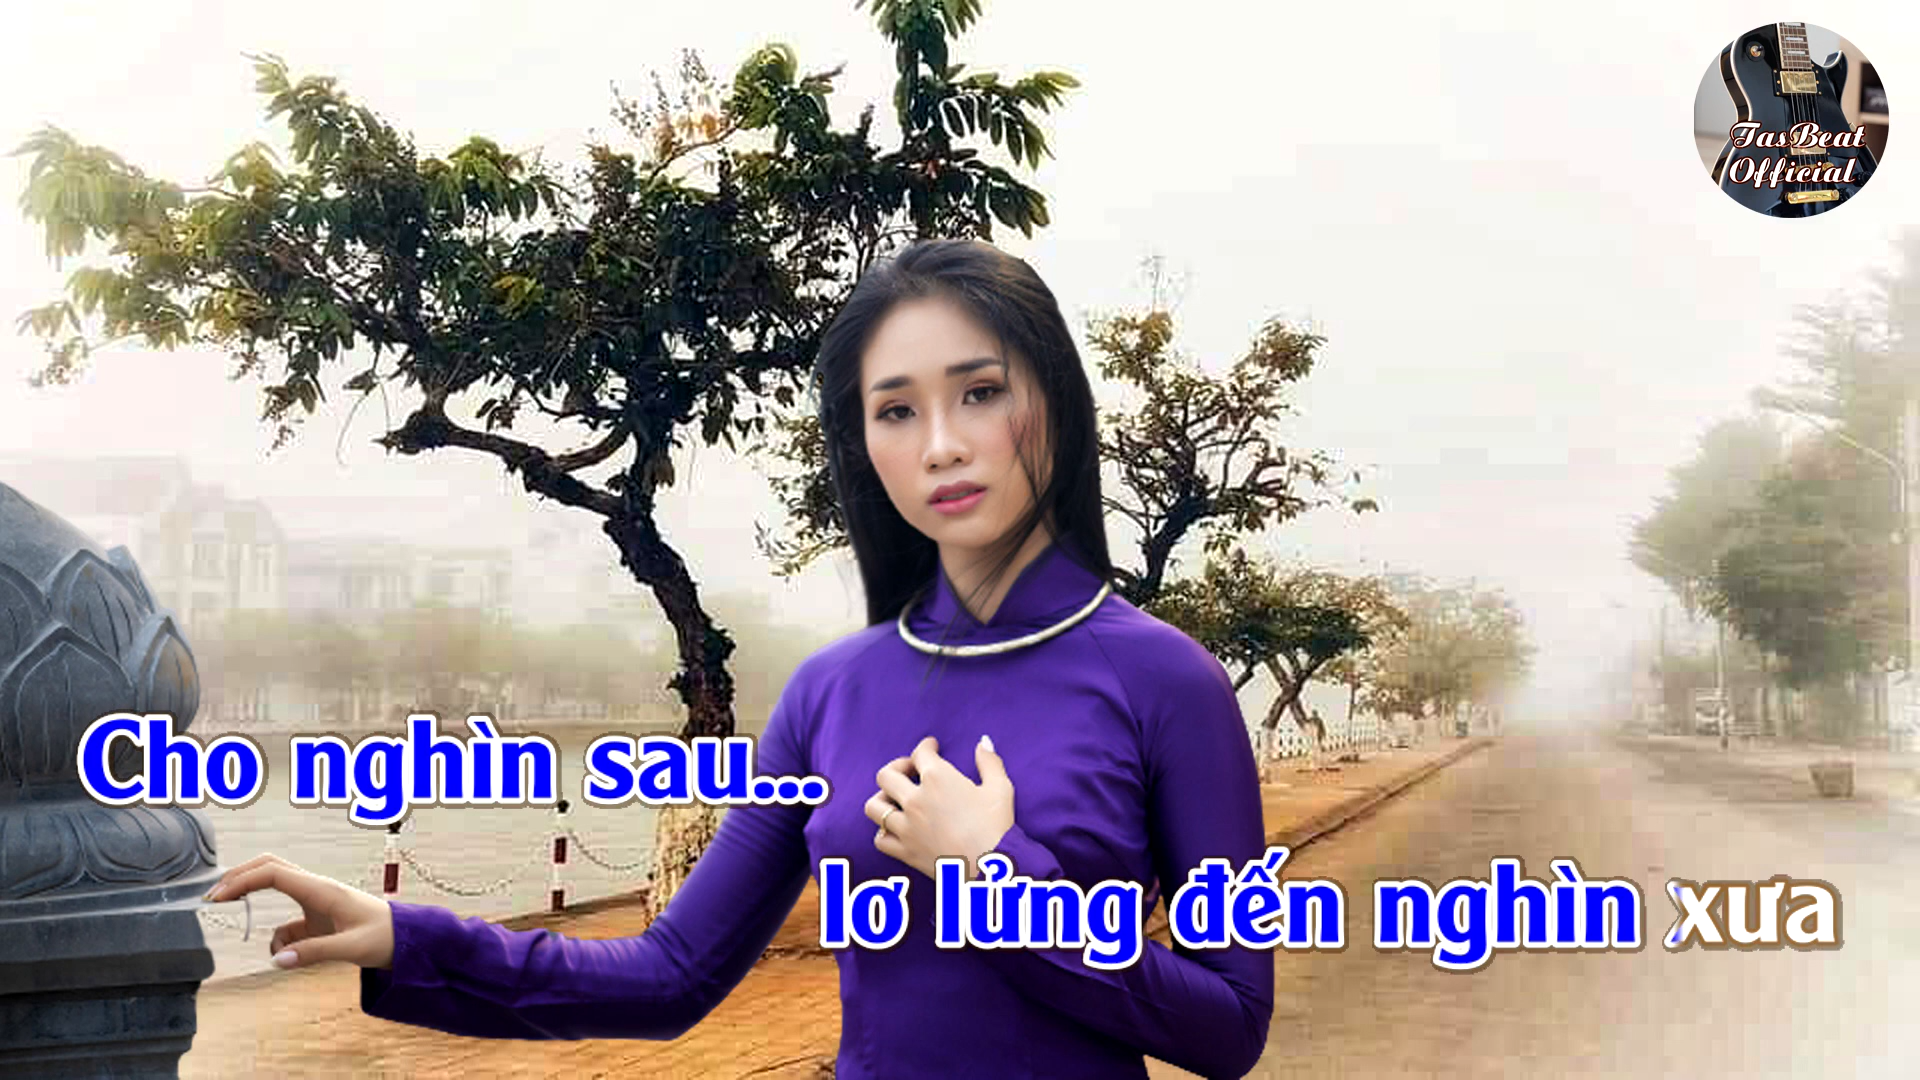 TasBeat
Official
Cho nghìn sau...
lơ lửng đến nghìn xưa